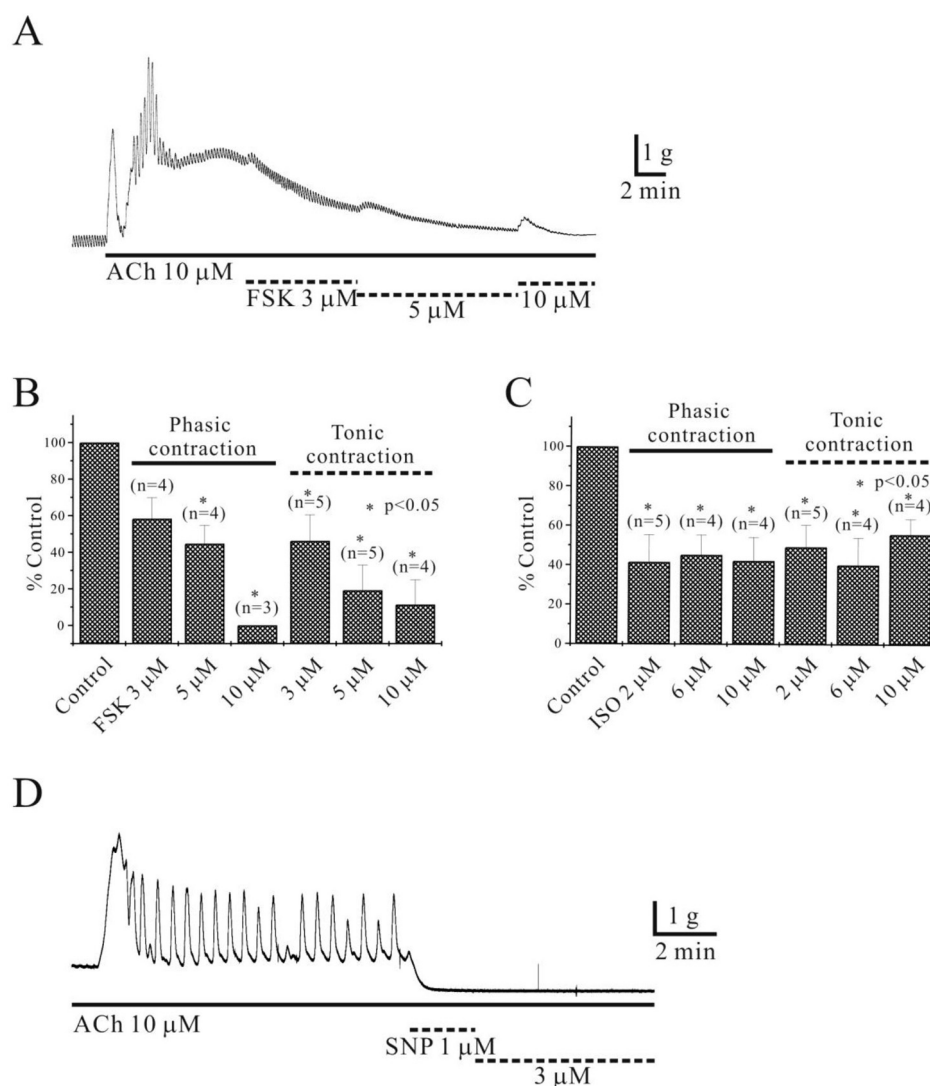 A
1 g
2 min
ACh 10 μM
FSK 3 μM
5 μM
10 μM
B
Phasic
contraction
Tonic
contraction
% Control
100
80
60
40
20
0
(n=4)
*
(n=4)
*
(n=3)
*
(n=5)
* p<0.05
*
(n=5)
*
(n=4)
Control
FSK 3 μM
5 μM
10 μM
3 μM
5 μM
10 μM
C
Phasic
contraction
Tonic
contraction
% Control
100
80
60
40
20
0
*
(n=5)
*
(n=4)
*
(n=4)
*
(n=5)
* p<0.05
*
(n=4)
*
(n=4)
Control
ISO 2 μM
6 μM
10 μM
2 μM
6 μM
10 μM
D
1 g
2 min
ACh 10 μM
SNP 1 μM
3 μM